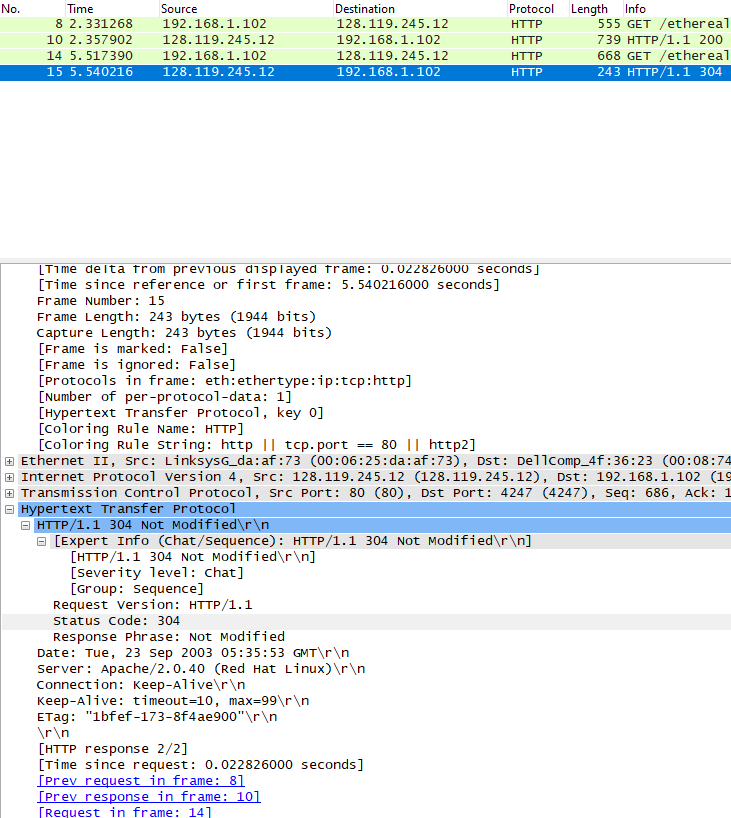 No. Time Source Destination Protocol Length Info
8 2.331268 192.168.1.102 128.119.245.12 HTTP 555 GET /ethereal
10 2.357902 128.119.245.12 192.168.1.102 HTTP 739 HTTP/1.1 200
14 5.517390 192.168.1.102 128.119.245.12 HTTP 668 GET /ethereal
15 5.540216 128.119.245.12 192.168.1.102 HTTP 243 HTTP/1.1 304
[Time delta from previous displayed frame: 0.022826000 seconds]
[Time since reference or first frame: 5.540216000 seconds]
Frame Number: 15
Frame Length: 243 bytes (1944 bits)
Capture Length: 243 bytes (1944 bits)
[Frame is marked: False]
[Frame is ignored: False]
[Protocols in frame: eth:ethertype:ip:tcp:http]
[Number of per-protocol-data: 1]
[Hypertext Transfer Protocol, key 0]
[Coloring Rule Name: HTTP]
[Coloring Rule String: http || tcp.port == 80 || http2]
Ethernet II, Src: LinksysG_da:af:73 (00:06:25:da:af:73), Dst: DellComp_4f:36:23 (00:08:74
Internet Protocol Version 4, Src: 128.119.245.12 (128.119.245.12), Dst: 192.168.1.102 (19
Transmission Control Protocol, Src Port: 80 (80), Dst Port: 4247 (4247), Seq: 686, Ack: 1
Hypertext Transfer Protocol
HTTP/1.1 304 Not Modified\r\n
[Expert Info (Chat/Sequence): HTTP/1.1 304 Not Modified\r\n]
[HTTP/1.1 304 Not Modified\r\n]
[Severity level: Chat]
[Group: Sequence]
Request Version: HTTP/1.1
Status Code: 304
Response Phrase: Not Modified
Date: Tue, 23 Sep 2003 05:35:53 GMT\r\n
Server: Apache/2.0.40 (Red Hat Linux)\r\n
Connection: Keep-Alive\r\n
Keep-Alive: timeout=10, max=99\r\n
ETag: "1bfef-173-8f4ae900"\r\n
\r\n
[HTTP response 2/2]
[Time since request: 0.022826000 seconds]
[Prev request in frame: 8]
[Prev response in frame: 10]
[Request in frame: 14]